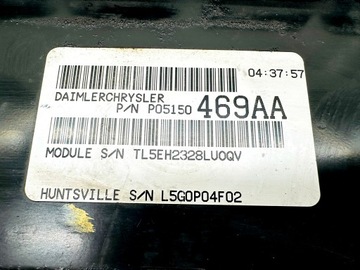 04:37:57
DAIMLERCHRYSLER
P/N P05150 469AA
MODULE S/N TL5EH2328LU0QV
HUNTSVILLE S/N L5G0P04F02